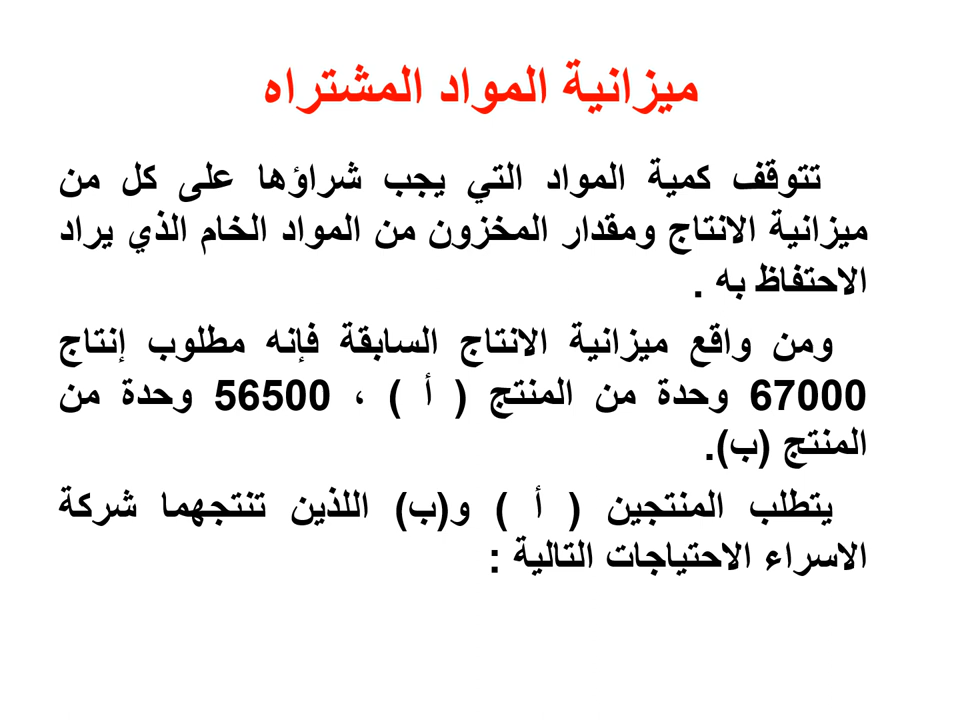 ميزانية المواد المشتراه
تتوقف كمية المواد التي يجب شراؤها على كل من
ميزانية الانتاج ومقدار المخزون من المواد الخام الذي يراد
الاحتفاظ به .
ومن واقع ميزانية الانتاج السابقة فإنه مطلوب إنتاج
67000 وحدة من المنتج ( أ ) ، 56500 وحدة من
المنتج (ب).
يتطلب المنتجين ( أ ) و(ب) اللذين تنتجهما شركة
الاسراء الاحتياجات التالية :